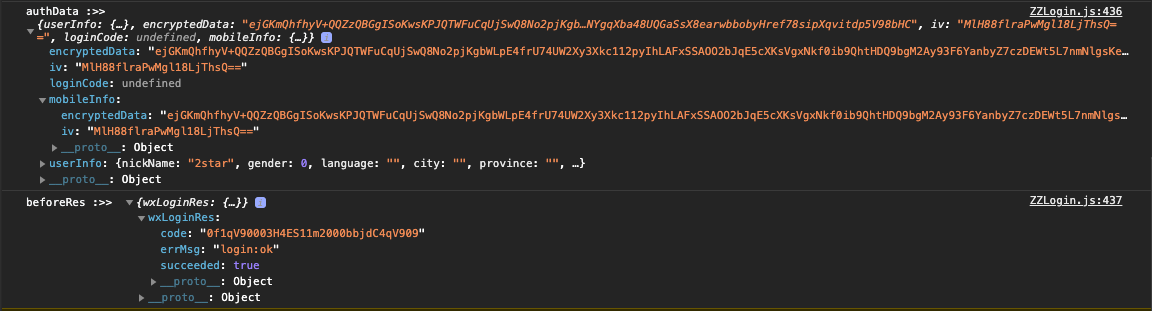 authData :>> ZZLogin.js:436
{userInfo: {…}, encryptedData: "ejGKmQhfhyV+QQZzQBGgISoKwsKPJQTWFuCqUjSwQ8No2pjKgb…NYgqXba48UQGaSsX8earwbbobyHref78sipXqvitdp5V98bHC", iv: "MlH88flraPwMgl18LjThsQ=
=", loginCode: undefined, mobileInfo: {…}}
encryptedData: "ejGKmQhfhyV+QQZzQBGgISoKwsKPJQTWFuCqUjSwQ8No2pjKgbWLpE4frU74UW2Xy3Xkc112pyIhLAFxSSAOO2bJqE5cXKsVgxNkf0ib9QhtHDQ9bgM2Ay93F6YanbyZ7czDEWt5L7nmNlgsKe…
iv: "MlH88flraPwMgl18LjThsQ=="
loginCode: undefined
mobileInfo:
encryptedData: "ejGKmQhfhyV+QQZzQBGgISoKwsKPJQTWFuCqUjSwQ8No2pjKgbWLpE4frU74UW2Xy3Xkc112pyIhLAFxSSAOO2bJqE5cXKsVgxNkf0ib9QhtHDQ9bgM2Ay93F6YanbyZ7czDEWt5L7nmNlgs…
iv: "MlH88flraPwMgl18LjThsQ=="
__proto__: Object
userInfo: {nickName: "2star", gender: 0, language: "", city: "", province: "", …}
__proto__: Object
beforeRes :>> {wxLoginRes: {…}} ZZLogin.js:437
wxLoginRes:
code: "0f1qV90003H4ES11m2000bbjdC4qV909"
errMsg: "login:ok"
succeeded: true
__proto__: Object
__proto__: Object